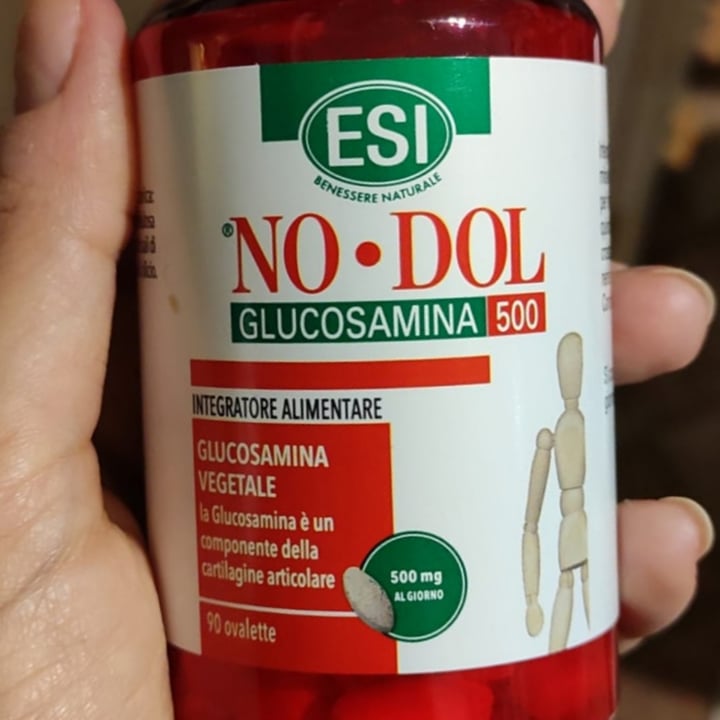 ESI
BENESSERE NATURALE
®NO•DOL
GLUCOSAMINA 500
INTEGRATORE ALIMENTARE
GLUCOSAMINA
VEGETALE
la Glucosamina è un
componente della
cartilagine articolare
500 mg
AL GIORNO
90 ovalette